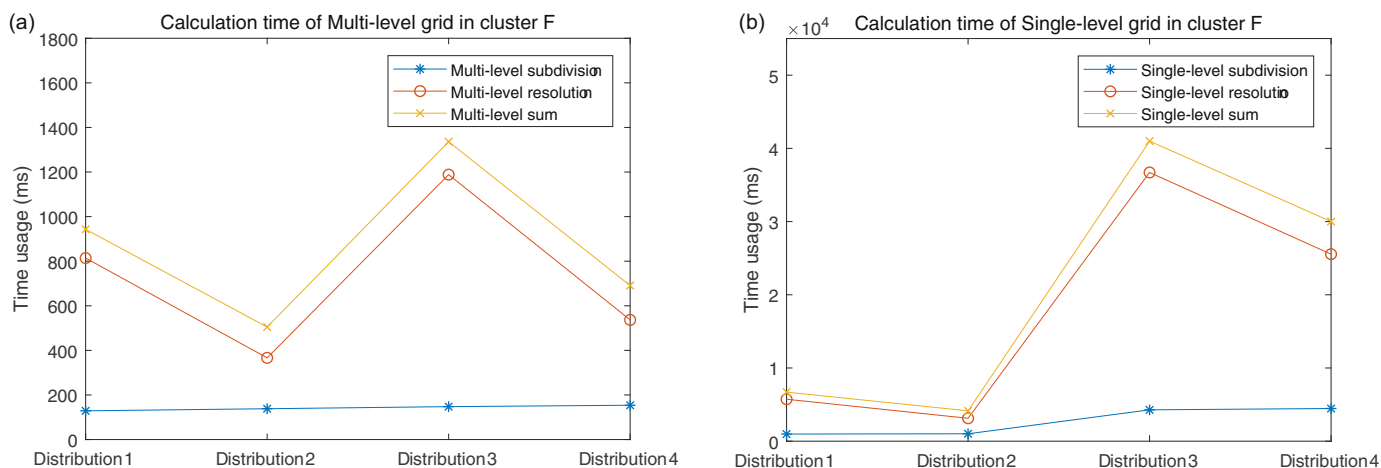 (a)
Calculation time of Multi-level grid in cluster F
1800
1600
1400
1200
1000
800
600
400
200
0
Time usage (ms)
Multi-level subdivision
Multi-level resolution
Multi-level sum
Distribution1
Distribution2
Distribution3
Distribution4
(b)
Calculation time of Single-level grid in cluster F
×10^4
5
4
3
2
1
0
Time usage (ms)
Single-level subdivision
Single-level resolution
Single-level sum
Distribution1
Distribution2
Distribution3
Distribution4